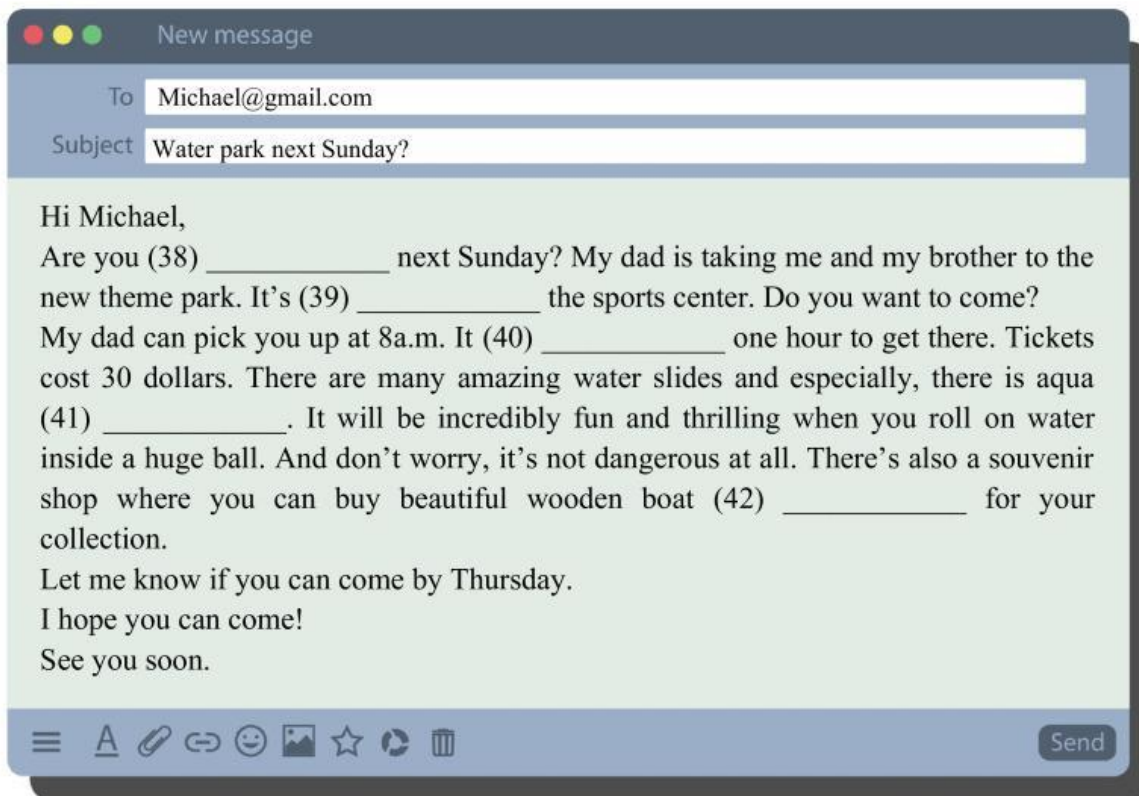 New message
To Michael@gmail.com
Subject Water park next Sunday?
Hi Michael,
Are you (38) ____________ next Sunday? My dad is taking me and my brother to the
new theme park. It’s (39) ____________ the sports center. Do you want to come?
My dad can pick you up at 8a.m. It (40) ____________ one hour to get there. Tickets
cost 30 dollars. There are many amazing water slides and especially, there is aqua
(41) ____________. It will be incredibly fun and thrilling when you roll on water
inside a huge ball. And don’t worry, it’s not dangerous at all. There’s also a souvenir
shop where you can buy beautiful wooden boat (42) ____________ for your
collection.
Let me know if you can come by Thursday.
I hope you can come!
See you soon.
A
Send